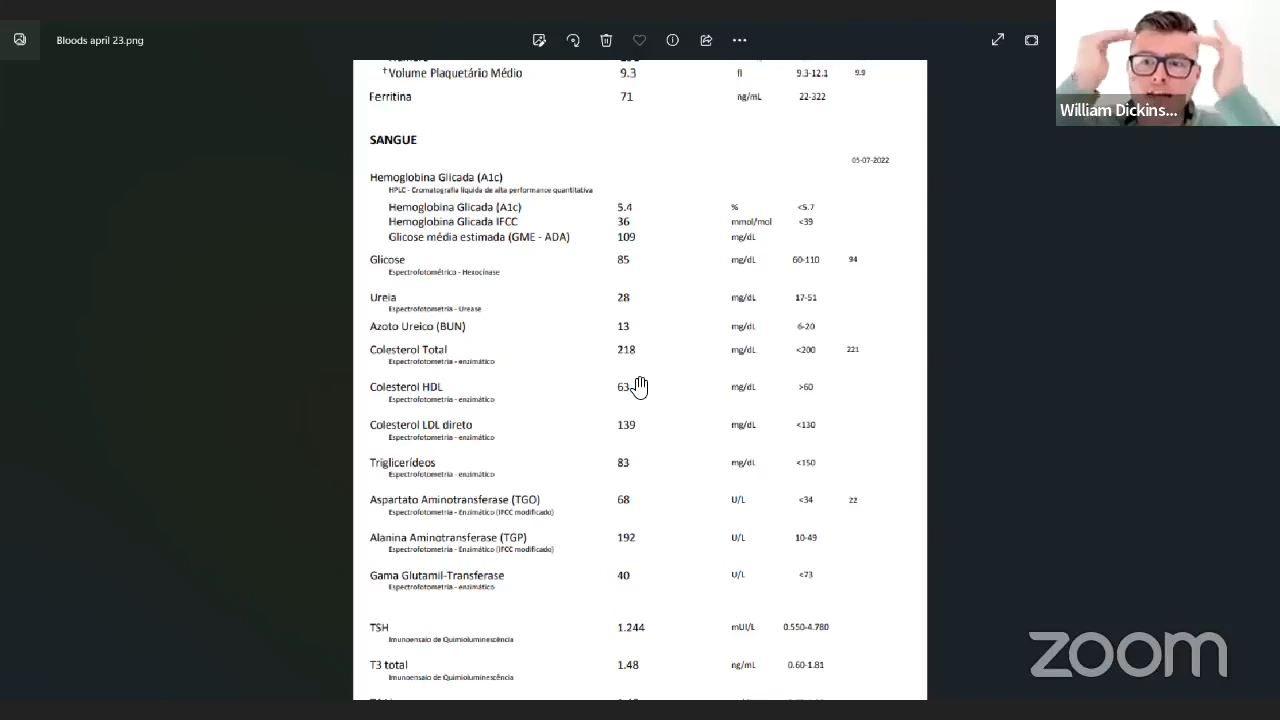 Bloods april 23.png
William Dickins...
†Volume Plaquetário Médio 9.3 fl 9.3-12.1 9.9
Ferritina 71 ng/mL 22-322
SANGUE
05-07-2022
Hemoglobina Glicada (A1c)
HPLC - Cromatografia líquida de alta performance quantitativa
Hemoglobina Glicada (A1c) 5.4 % <5.7
Hemoglobina Glicada IFCC 36 mmol/mol <39
Glicose média estimada (GME - ADA) 109 mg/dL
Glicose 85 mg/dL 60-110 94
Espectrofotométrico - Hexocinase
Ureia 28 mg/dL 17-51
Espectrofotometria - Urease
Azoto Ureico (BUN) 13 mg/dL 6-20
Colesterol Total 218 mg/dL <200 221
Espectrofotometria - enzimático
Colesterol HDL 63 mg/dL >60
Espectrofotometria - enzimático
Colesterol LDL direto 139 mg/dL <130
Espectrofotometria - enzimático
Triglicerídeos 83 mg/dL <150
Espectrofotometria - enzimático
Aspartato Aminotransferase (TGO) 68 U/L <34 22
Espectrofotometria - Enzimático (IFCC modificado)
Alanina Aminotransferase (TGP) 192 U/L 10-49
Espectrofotometria - Enzimático (IFCC modificado)
Gama Glutamil-Transferase 40 U/L <73
Espectrofotometria - enzimático
TSH 1.244 mUI/L 0.550-4.780
Imunoensaio de Quimioluminescência
T3 total 1.48 ng/mL 0.60-1.81
Imunoensaio de Quimioluminescência
zoom